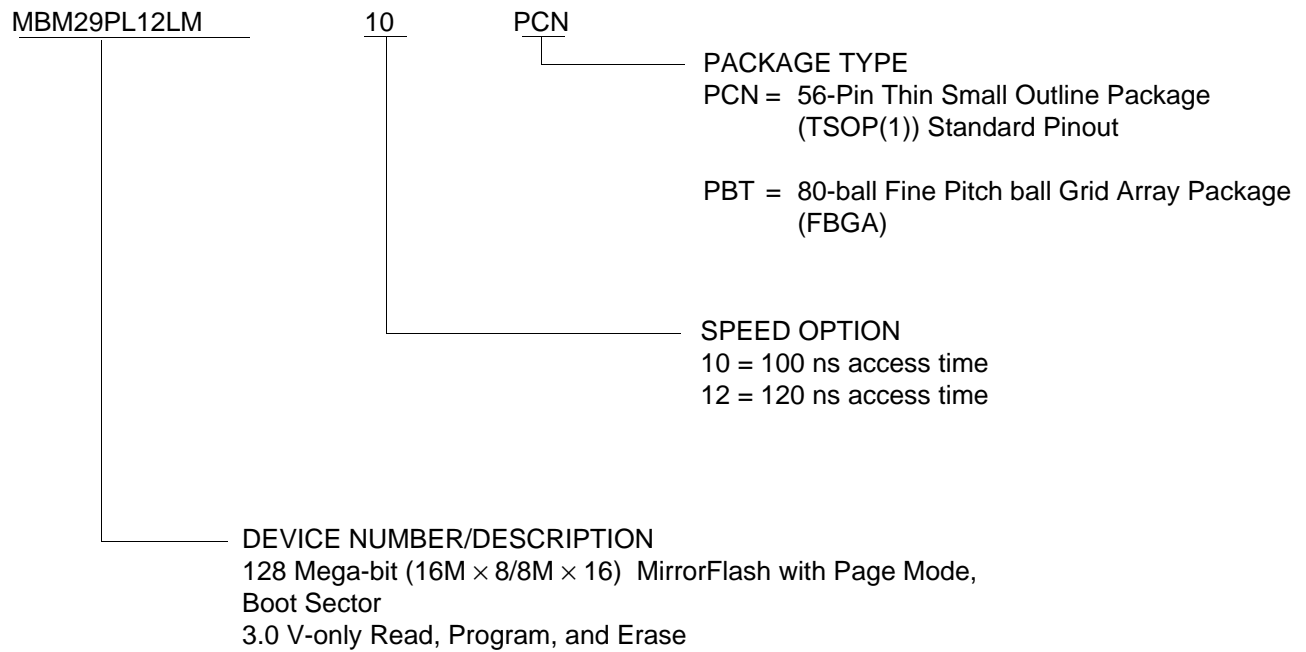 MBM29PL12LM 10 PCN
PACKAGE TYPE
PCN = 56-Pin Thin Small Outline Package
(TSOP(1)) Standard Pinout
PBT = 80-ball Fine Pitch ball Grid Array Package
(FBGA)
SPEED OPTION
10 = 100 ns access time
12 = 120 ns access time
DEVICE NUMBER/DESCRIPTION
128 Mega-bit (16M × 8/8M × 16) MirrorFlash with Page Mode,
Boot Sector
3.0 V-only Read, Program, and Erase